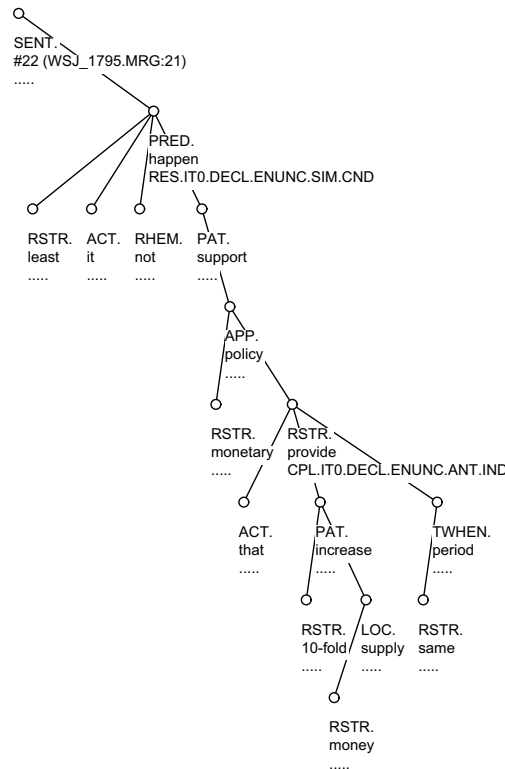 SENT.
#22 (WSJ_1795.MRG:21)
.....
PRED.
happen
RES.IT0.DECL.ENUNC.SIM.CND
RSTR. ACT. RHEM. PAT.
least it not support
..... ..... ..... .....
APP.
policy
.....
RSTR. RSTR.
monetary provide
..... CPL.IT0.DECL.ENUNC.ANT.IND
ACT. PAT. TWHEN.
that increase period
..... ..... .....
RSTR. LOC. RSTR.
10-fold supply same
..... ..... .....
RSTR.
money
.....